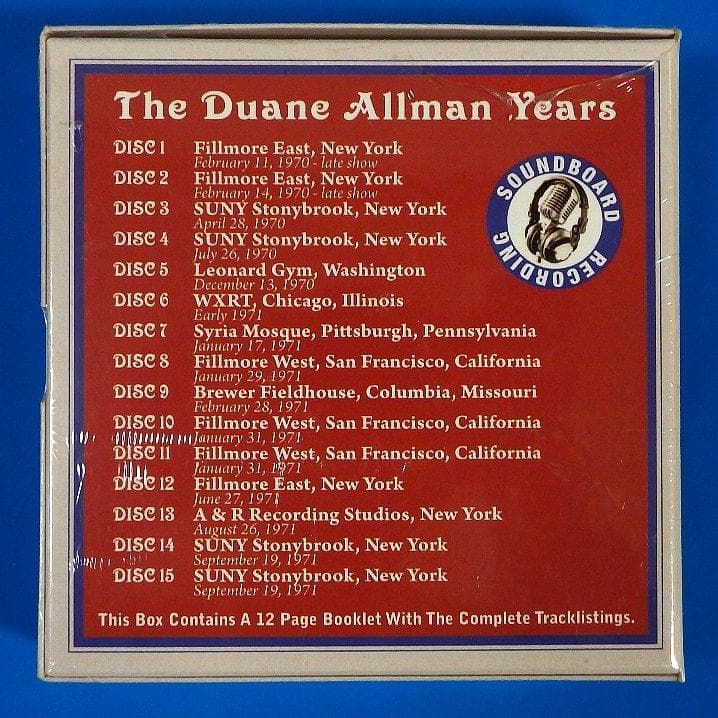 The Duane Allman Years
DISC 1 Fillmore East, New York
February 11, 1970 - late show
DISC 2 Fillmore East, New York
February 14, 1970 - late show
DISC 3 SUNY Stonybrook, New York
April 28, 1970
DISC 4 SUNY Stonybrook, New York
July 26, 1970
DISC 5 Leonard Gym, Washington
December 13, 1970
DISC 6 WXRT, Chicago, Illinois
Early 1971
DISC 7 Syria Mosque, Pittsburgh, Pennsylvania
January 17, 1971
DISC 8 Fillmore West, San Francisco, California
January 29, 1971
DISC 9 Brewer Fieldhouse, Columbia, Missouri
February 28, 1971
DISC 10 Fillmore West, San Francisco, California
January 31, 1971
DISC 11 Fillmore West, San Francisco, California
January 31, 1971
DISC 12 Fillmore East, New York
June 27, 1971
DISC 13 A & R Recording Studios, New York
August 26, 1971
DISC 14 SUNY Stonybrook, New York
September 19, 1971
DISC 15 SUNY Stonybrook, New York
September 19, 1971
SOUNDBOARD
RECORDING
This Box Contains A 12 Page Booklet With The Complete Tracklistings.